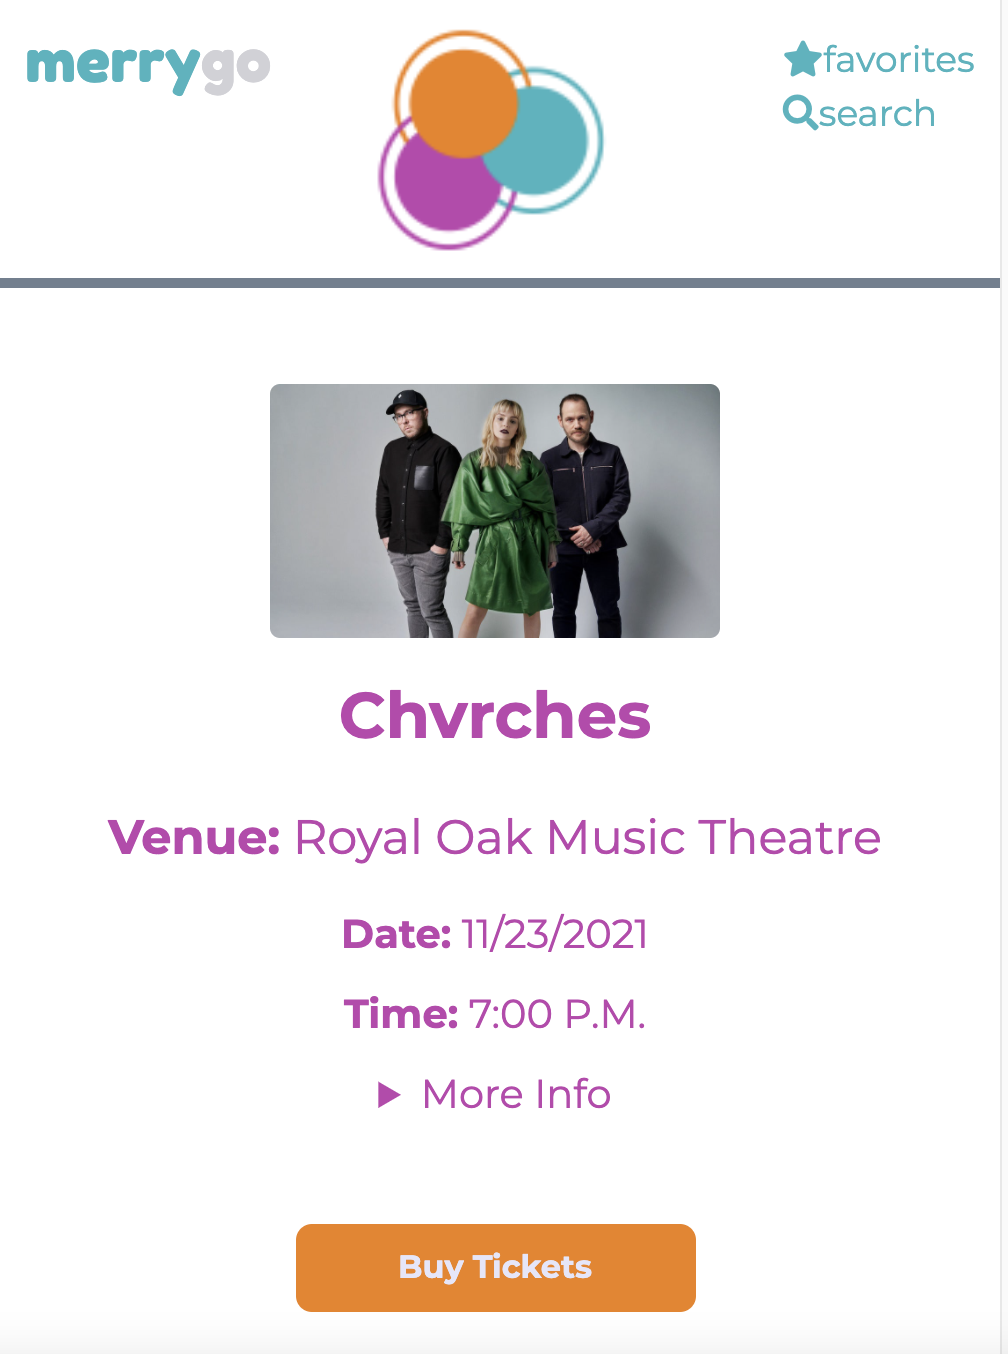 merrygo
favorites
search
Chvrches
Venue: Royal Oak Music Theatre
Date: 11/23/2021
Time: 7:00 P.M.
More Info
Buy Tickets